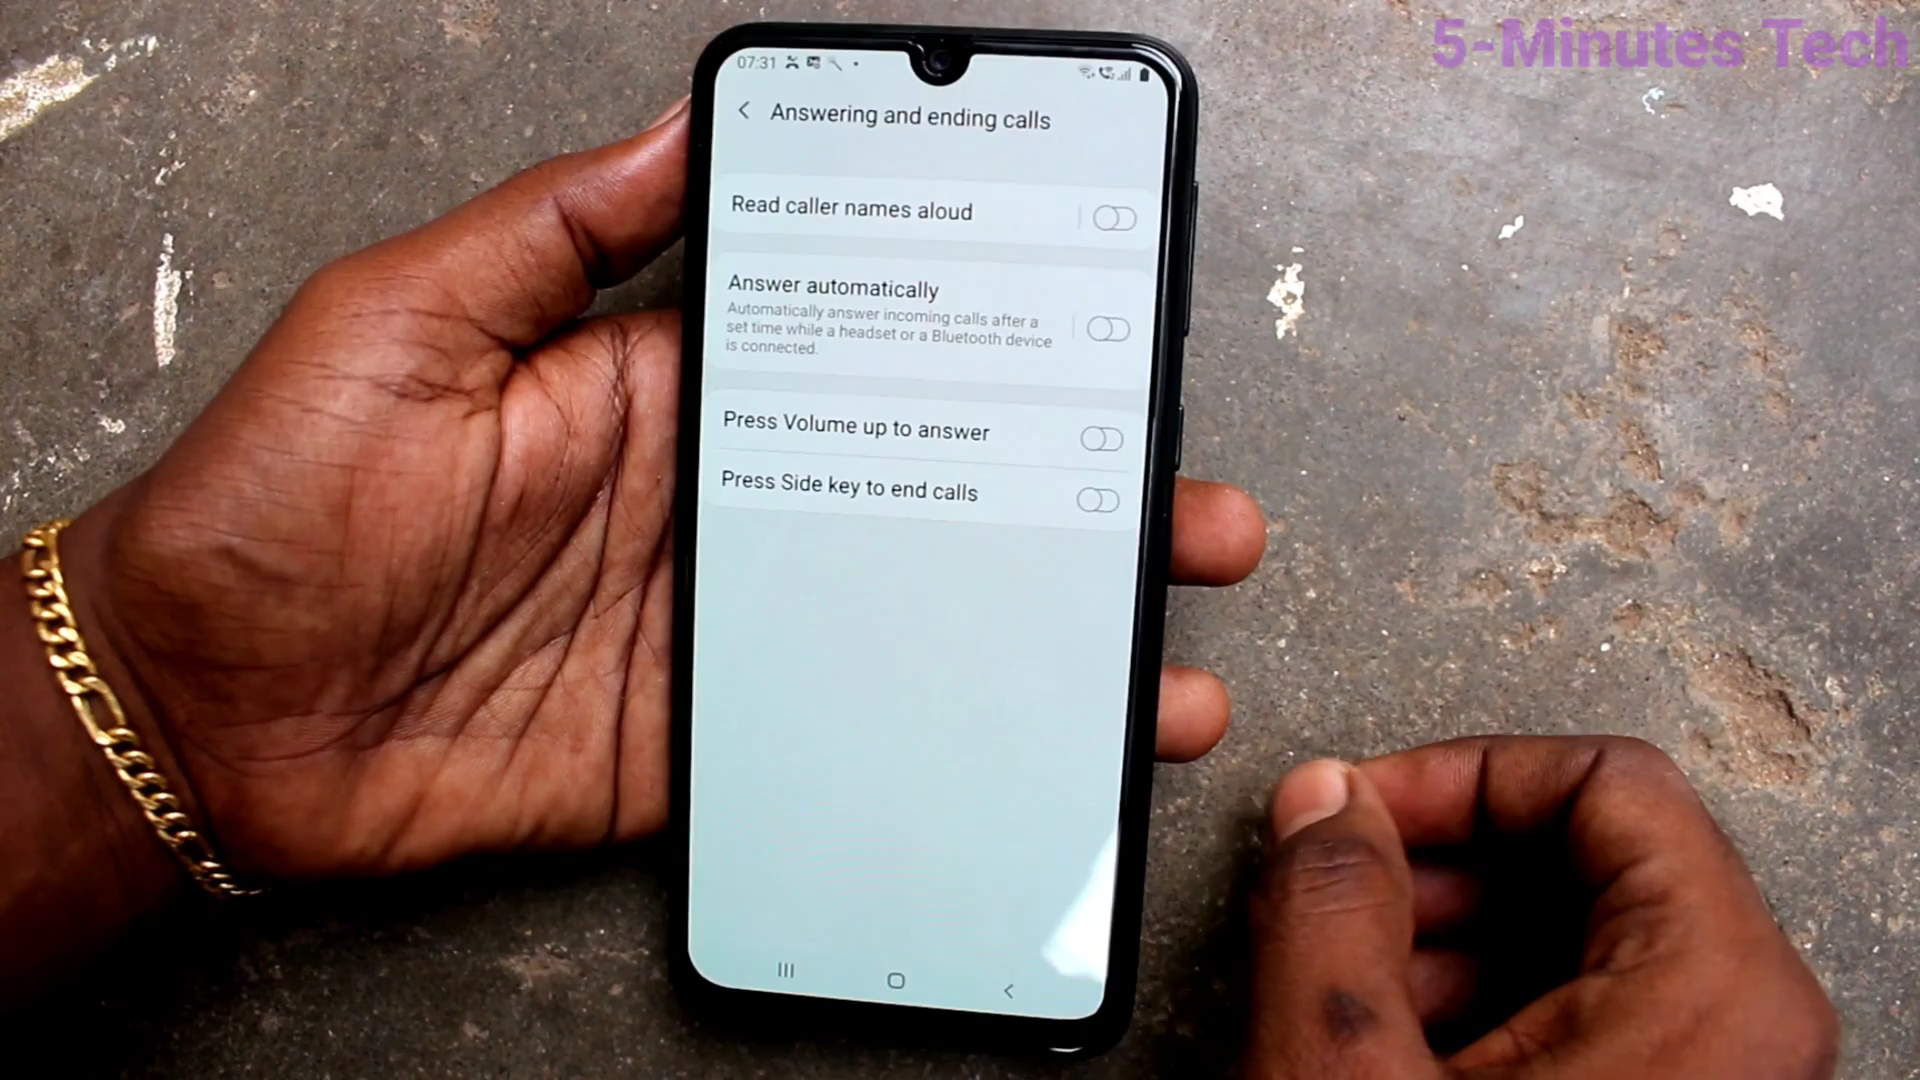 5-Minutes Tech
07:31
Answering and ending calls
Read caller names aloud
Answer automatically
Automatically answer incoming calls after a
set time while a headset or a Bluetooth device
is connected.
Press Volume up to answer
Press Side key to end calls